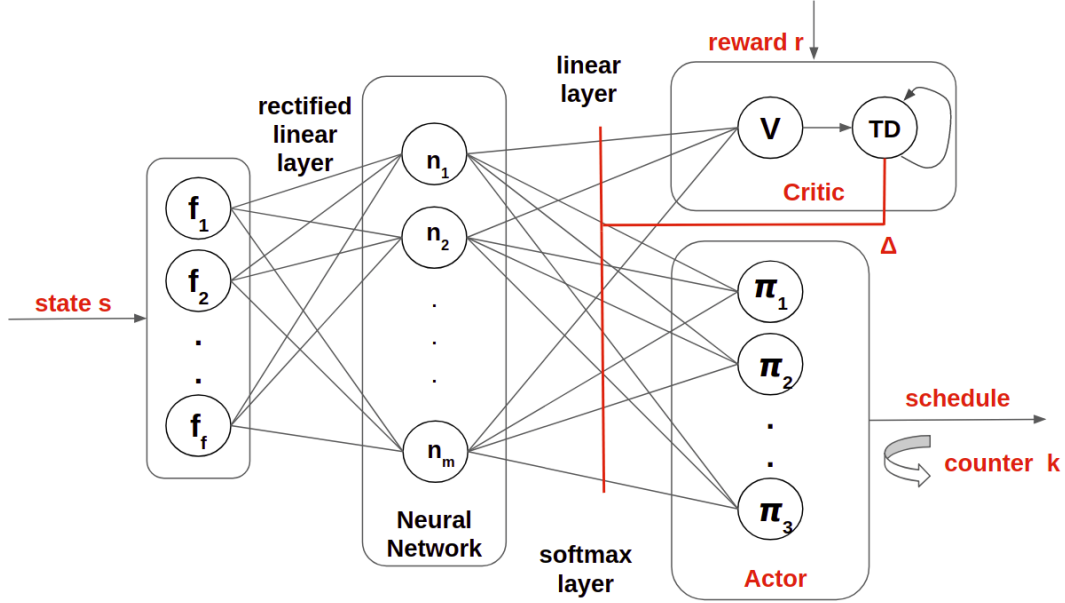 state s
f1
f2
.
.
ff
rectified
linear
layer
n1
n2
.
.
.
nm
Neural
Network
linear
layer
softmax
layer
reward r
V
TD
Critic
Δ
π1
π2
.
.
π3
Actor
schedule
counter k